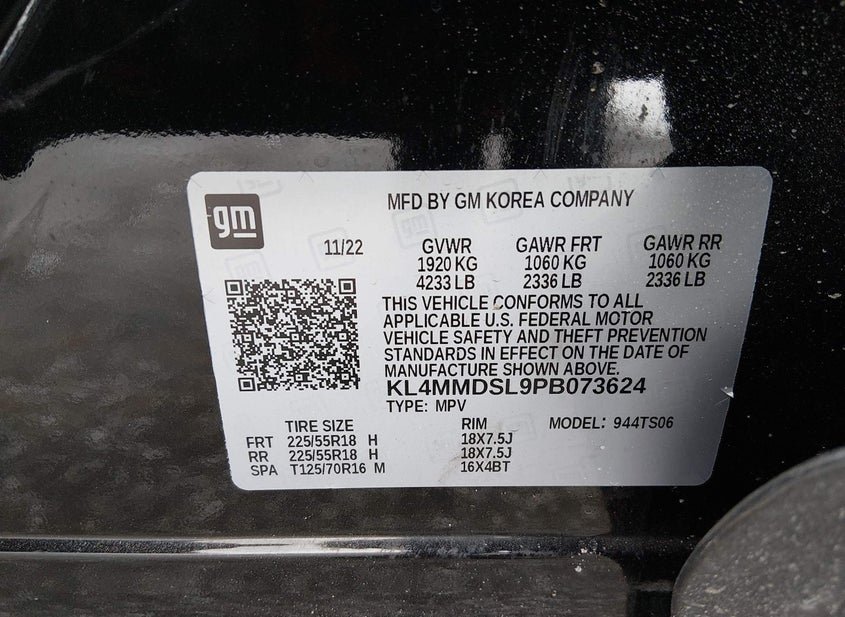 gm
MFD BY GM KOREA COMPANY
11/22
GVWR GAWR FRT GAWR RR
1920 KG 1060 KG 1060 KG
4233 LB 2336 LB 2336 LB
THIS VEHICLE CONFORMS TO ALL
APPLICABLE U.S. FEDERAL MOTOR
VEHICLE SAFETY AND THEFT PREVENTION
STANDARDS IN EFFECT ON THE DATE OF
MANUFACTURE SHOWN ABOVE.
KL4MMDSL9PB073624
TYPE: MPV
TIRE SIZE RIM MODEL: 944TS06
FRT 225/55R18 H 18X7.5J
RR 225/55R18 H 18X7.5J
SPA T125/70R16 M 16X4BT